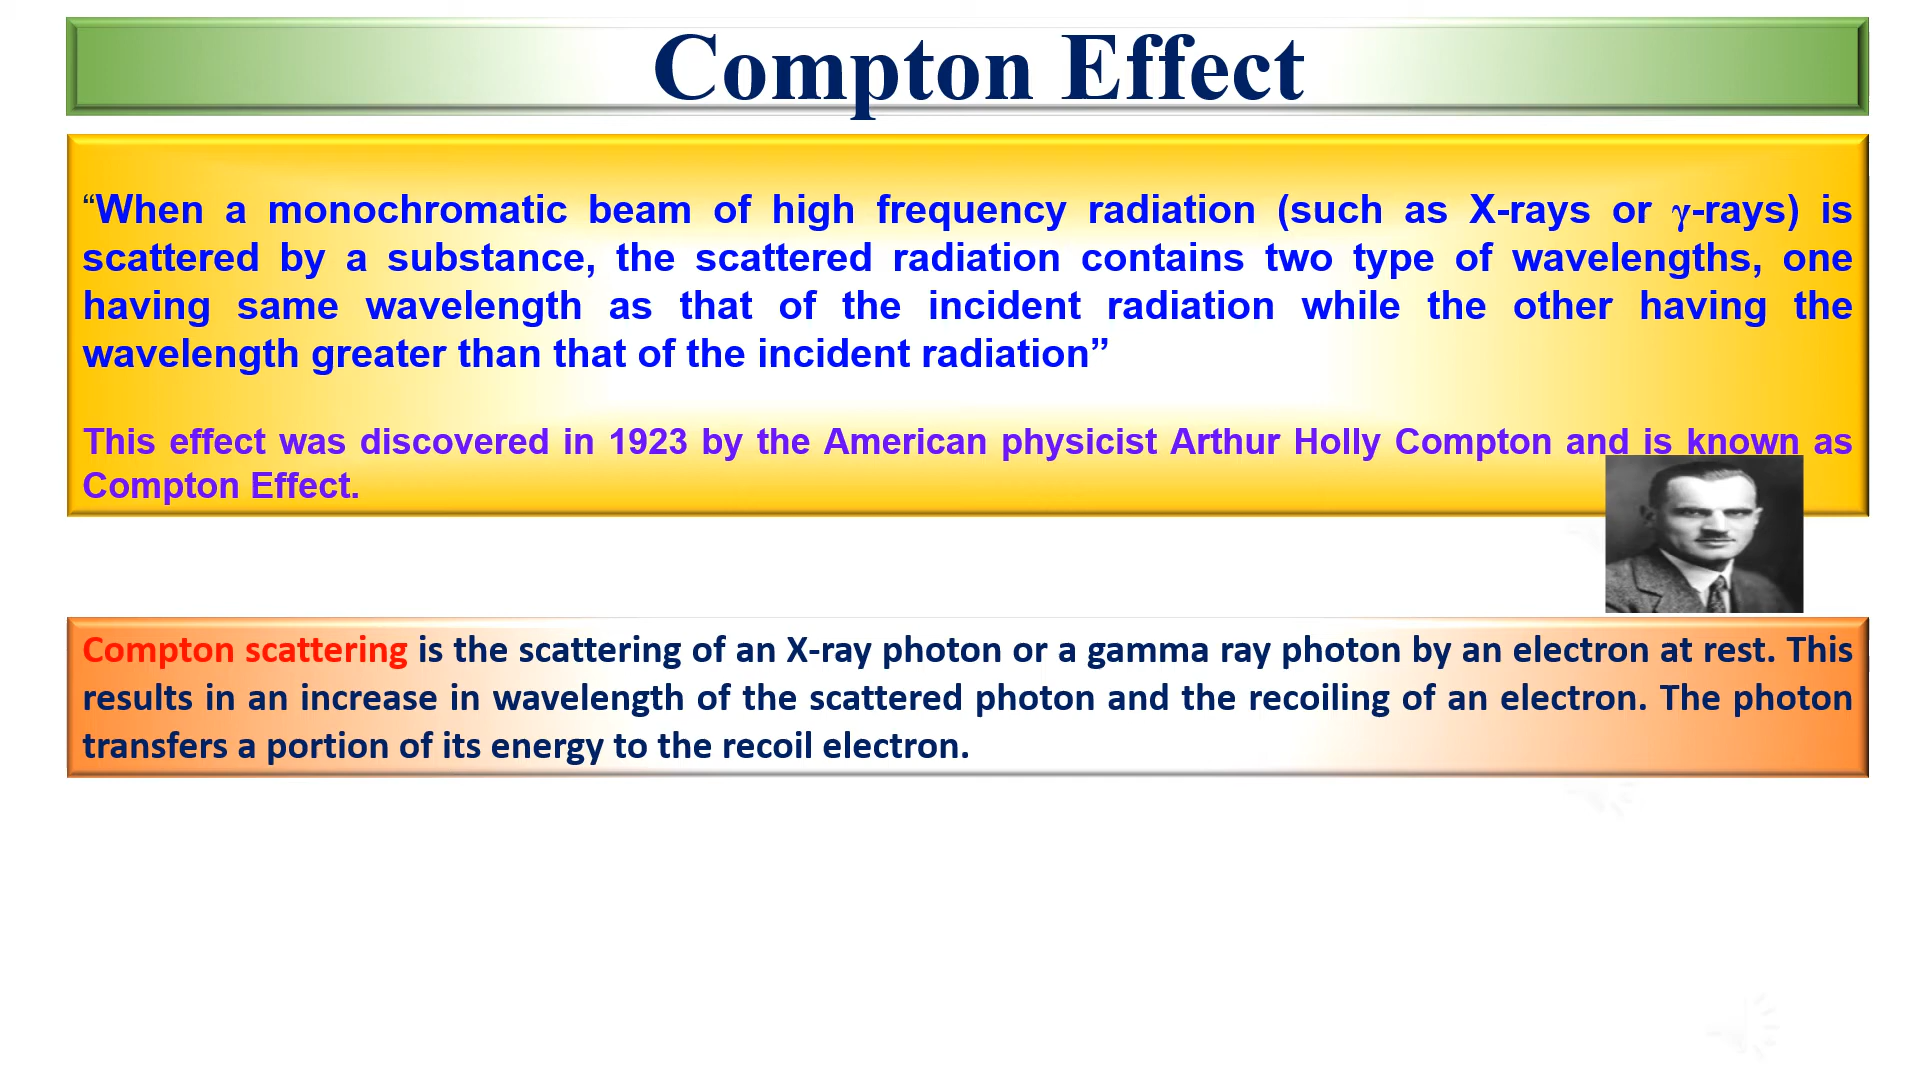 Compton Effect
“When a monochromatic beam of high frequency radiation (such as X-rays or γ-rays) is
scattered by a substance, the scattered radiation contains two type of wavelengths, one
having same wavelength as that of the incident radiation while the other having the
wavelength greater than that of the incident radiation”
This effect was discovered in 1923 by the American physicist Arthur Holly Compton and is known as
Compton Effect.
Compton scattering is the scattering of an X-ray photon or a gamma ray photon by an electron at rest. This
results in an increase in wavelength of the scattered photon and the recoiling of an electron. The photon
transfers a portion of its energy to the recoil electron.